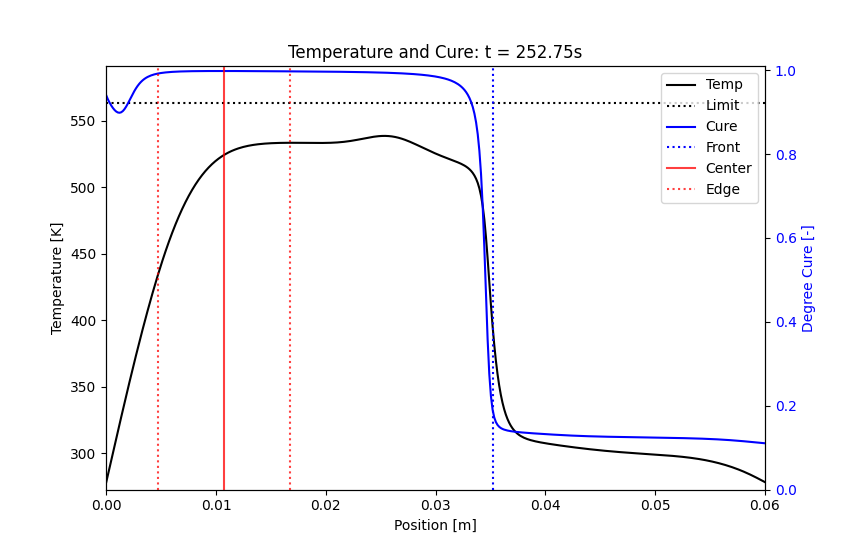 Temperature and Cure: t = 252.75s
Temperature [K]
550
500
450
400
350
300
0.00
0.01
0.02
0.03
0.04
0.05
0.06
Position [m]
1.0
0.8
0.6
0.4
0.2
0.0
Degree Cure [-]
Temp
Limit
Cure
Front
Center
Edge